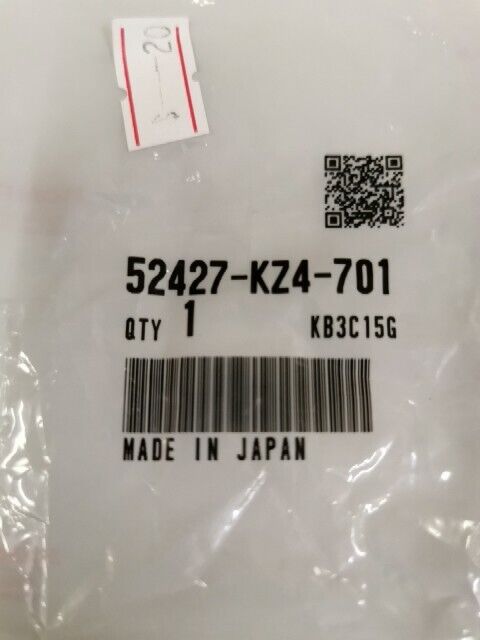 20
52427-KZ4-701
QTY 1
KB3C15G
MADE IN JAPAN